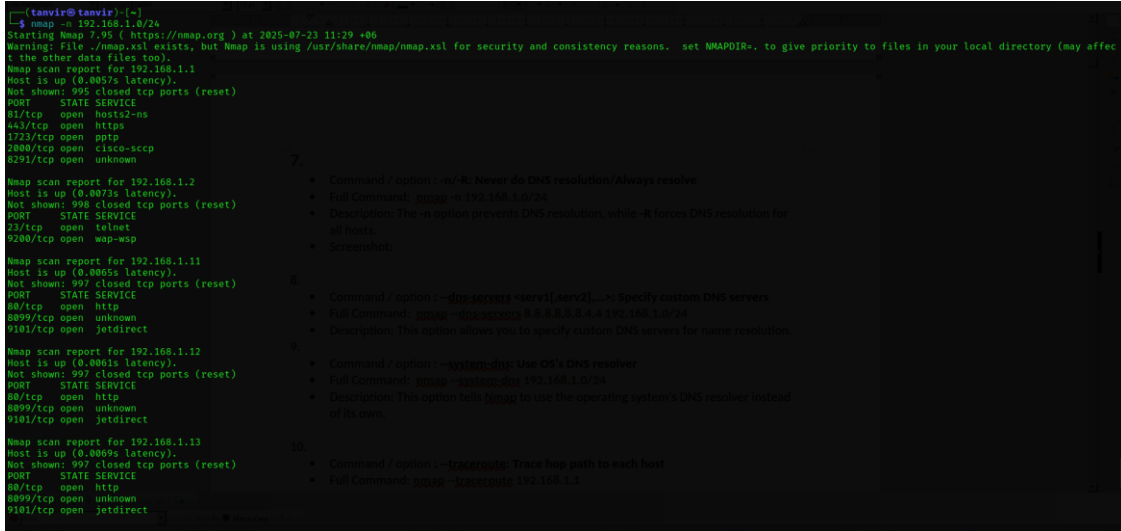 (tanvir㉿tanvir)-[~]
$ nmap -n 192.168.1.0/24
Starting Nmap 7.95 ( https://nmap.org ) at 2025-07-23 11:29 +06
Warning: File ./nmap.xsl exists, but Nmap is using /usr/share/nmap/nmap.xsl for security and consistency reasons.  set NMAPDIR=. to give priority to files in your local directory (may affec
t the other data files too).
Nmap scan report for 192.168.1.1
Host is up (0.0057s latency).
Not shown: 995 closed tcp ports (reset)
PORT     STATE SERVICE
81/tcp   open  hosts2-ns
443/tcp  open  https
1723/tcp open  pptp
2000/tcp open  cisco-sccp
8291/tcp open  unknown
Nmap scan report for 192.168.1.2
Host is up (0.0073s latency).
Not shown: 998 closed tcp ports (reset)
PORT     STATE SERVICE
23/tcp   open  telnet
9200/tcp open  wap-wsp
Nmap scan report for 192.168.1.11
Host is up (0.0065s latency).
Not shown: 997 closed tcp ports (reset)
PORT     STATE SERVICE
80/tcp   open  http
8099/tcp open  unknown
9101/tcp open  jetdirect
Nmap scan report for 192.168.1.12
Host is up (0.0061s latency).
Not shown: 997 closed tcp ports (reset)
PORT     STATE SERVICE
80/tcp   open  http
8099/tcp open  unknown
9101/tcp open  jetdirect
Nmap scan report for 192.168.1.13
Host is up (0.0069s latency).
Not shown: 997 closed tcp ports (reset)
PORT     STATE SERVICE
80/tcp   open  http
8099/tcp open  unknown
9101/tcp open  jetdirect
7.
• Command / option : -n/-R: Never do DNS resolution/Always resolve
• Full Command: nmap -n 192.168.1.0/24
• Description: The -n option prevents DNS resolution, while -R forces DNS resolution for
all hosts.
• Screenshot:
8.
• Command / option : --dns-servers <serv1[,serv2],...>: Specify custom DNS servers
• Full Command: nmap --dns-servers 8.8.8.8,8.8.4.4 192.168.1.0/24
• Description: This option allows you to specify custom DNS servers for name resolution.
9.
• Command / option : --system-dns: Use OS's DNS resolver
• Full Command: nmap --system-dns 192.168.1.0/24
• Description: This option tells Nmap to use the operating system's DNS resolver instead
of its own.
10.
• Command / option : --traceroute: Trace hop path to each host
• Full Command: nmap --traceroute 192.168.1.1